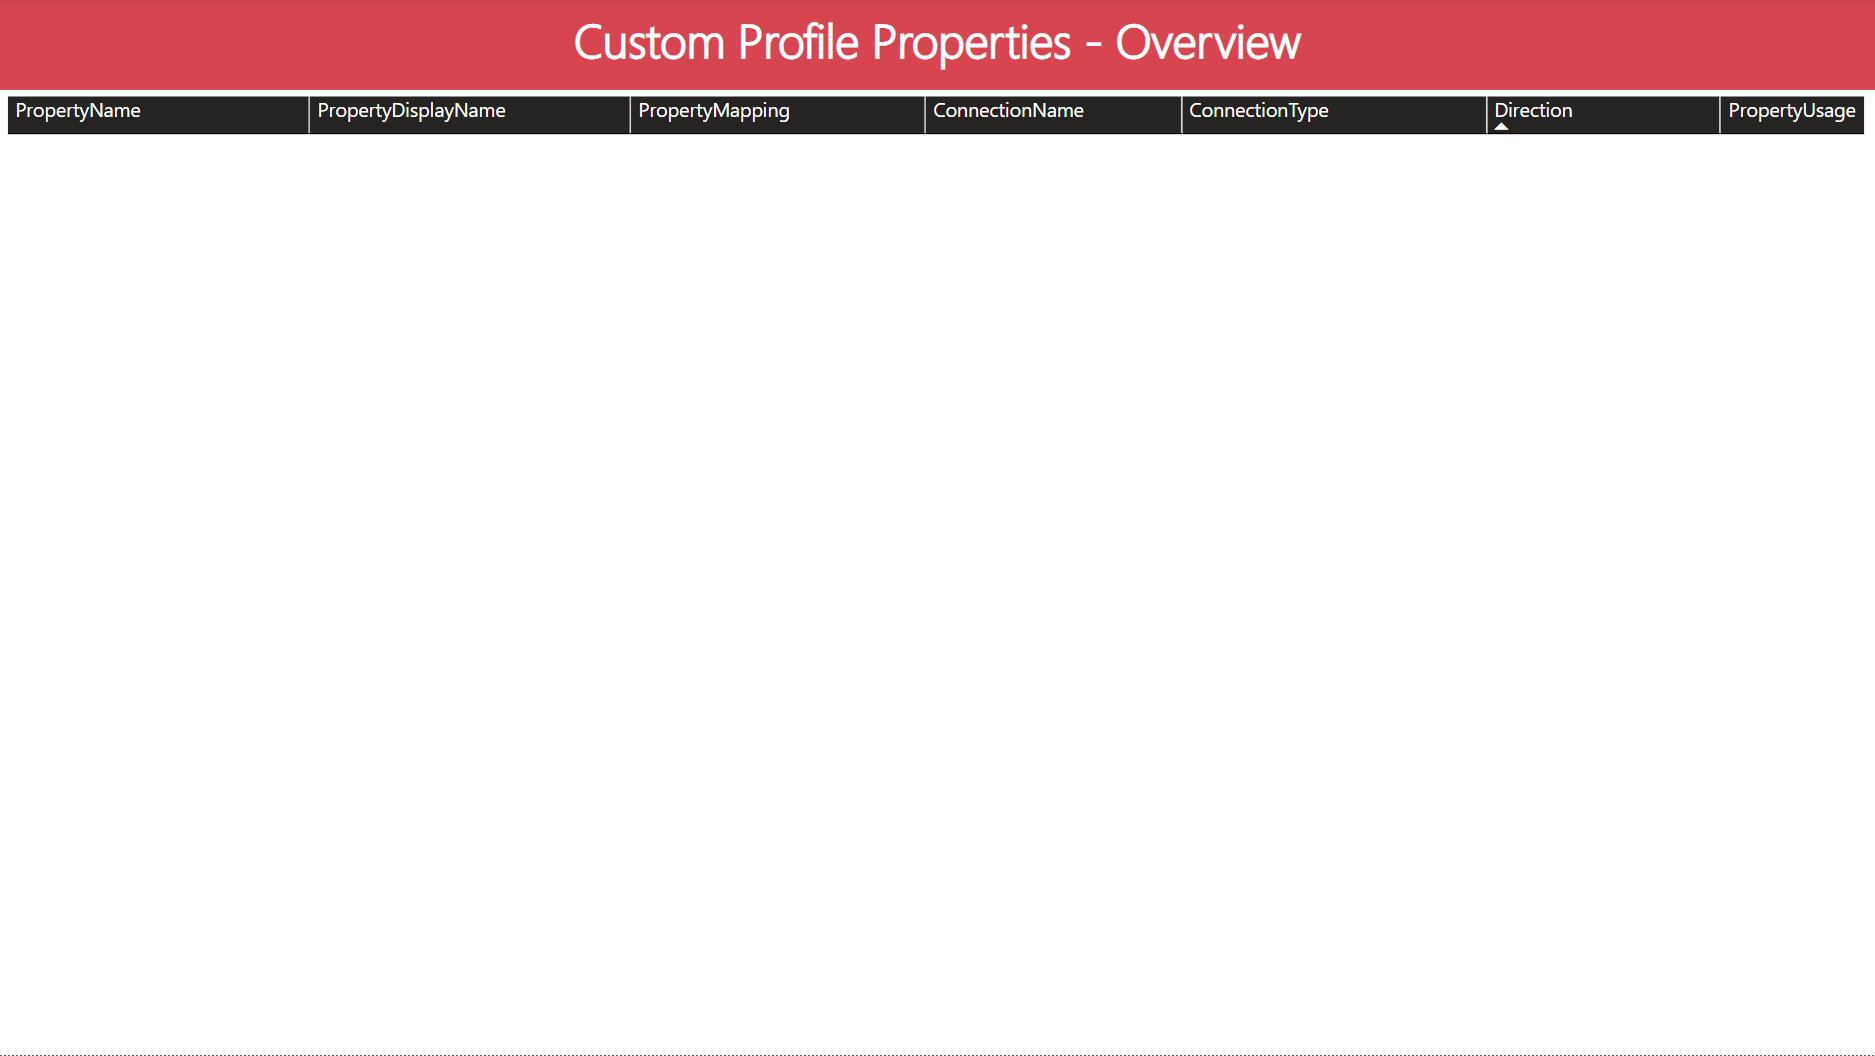 Custom Profile Properties - Overview
PropertyName PropertyDisplayName PropertyMapping ConnectionName ConnectionType Direction PropertyUsage